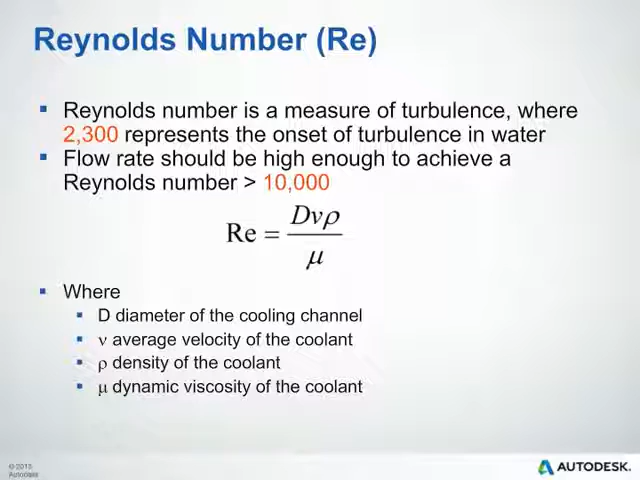 Reynolds Number (Re)
Reynolds number is a measure of turbulence, where
2,300 represents the onset of turbulence in water
Flow rate should be high enough to achieve a
Reynolds number > 10,000
Re = Dvρ / μ
Where
D diameter of the cooling channel
ν average velocity of the coolant
ρ density of the coolant
μ dynamic viscosity of the coolant
© 2015
Autodesk
AUTODESK.